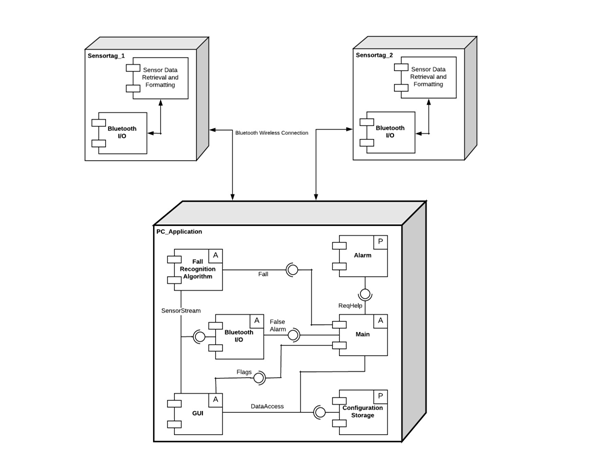 Sensortag_1
Sensor Data
Retrieval and
Formatting
Bluetooth
I/O
Sensortag_2
Sensor Data
Retrieval and
Formatting
Bluetooth
I/O
Bluetooth Wireless Connection
PC_Application
A
Fall
Recognition
Algorithm
Fall
P
Alarm
SensorStream
ReqHelp
A
Bluetooth
I/O
False
Alarm
A
Main
Flags
A
GUI
DataAccess
P
Configuration
Storage